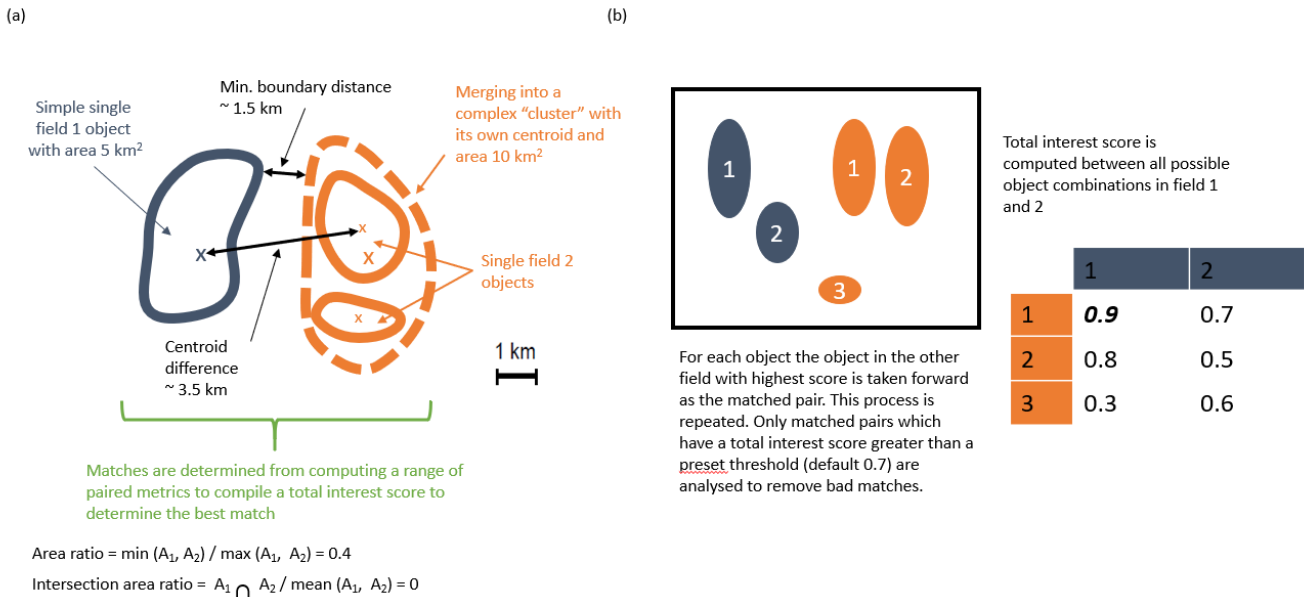 (a)
Min. boundary distance
~ 1.5 km
Simple single
field 1 object
with area 5 km²
Merging into a
complex “cluster” with
its own centroid and
area 10 km²
x
X
X
x
Single field 2
objects
Centroid
difference
~ 3.5 km
1 km
Matches are determined from computing a range of
paired metrics to compile a total interest score to
determine the best match
Area ratio = min (A₁, A₂) / max (A₁, A₂) = 0.4
Intersection area ratio = A₁ ∩ A₂ / mean (A₁, A₂) = 0
(b)
1
2
1
2
3
For each object the object in the other
field with highest score is taken forward
as the matched pair. This process is
repeated. Only matched pairs which
have a total interest score greater than a
preset threshold (default 0.7) are
analysed to remove bad matches.
Total interest score is
computed between all possible
object combinations in field 1
and 2
1 2
1 0.9 0.7
2 0.8 0.5
3 0.3 0.6